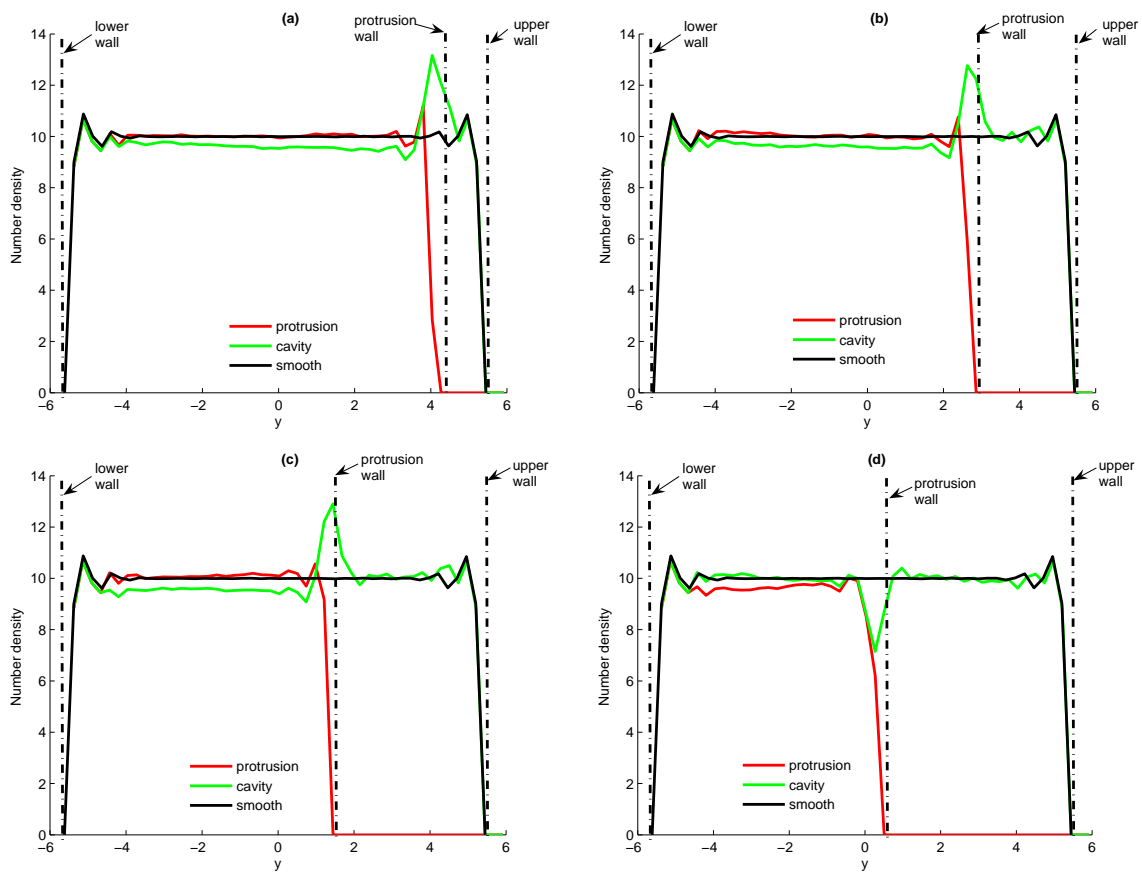 (a)
lower
wall
protrusion
wall
upper
wall
14
12
10
8
6
4
2
0
Number density
protrusion
cavity
smooth
−6
−4
−2
0
2
4
6
y
(b)
lower
wall
protrusion
wall
upper
wall
14
12
10
8
6
4
2
0
Number density
protrusion
cavity
smooth
−6
−4
−2
0
2
4
6
y
(c)
lower
wall
protrusion
wall
upper
wall
14
12
10
8
6
4
2
0
Number density
protrusion
cavity
smooth
−6
−4
−2
0
2
4
6
y
(d)
lower
wall
protrusion
wall
upper
wall
14
12
10
8
6
4
2
0
Number density
protrusion
cavity
smooth
−6
−4
−2
0
2
4
6
y